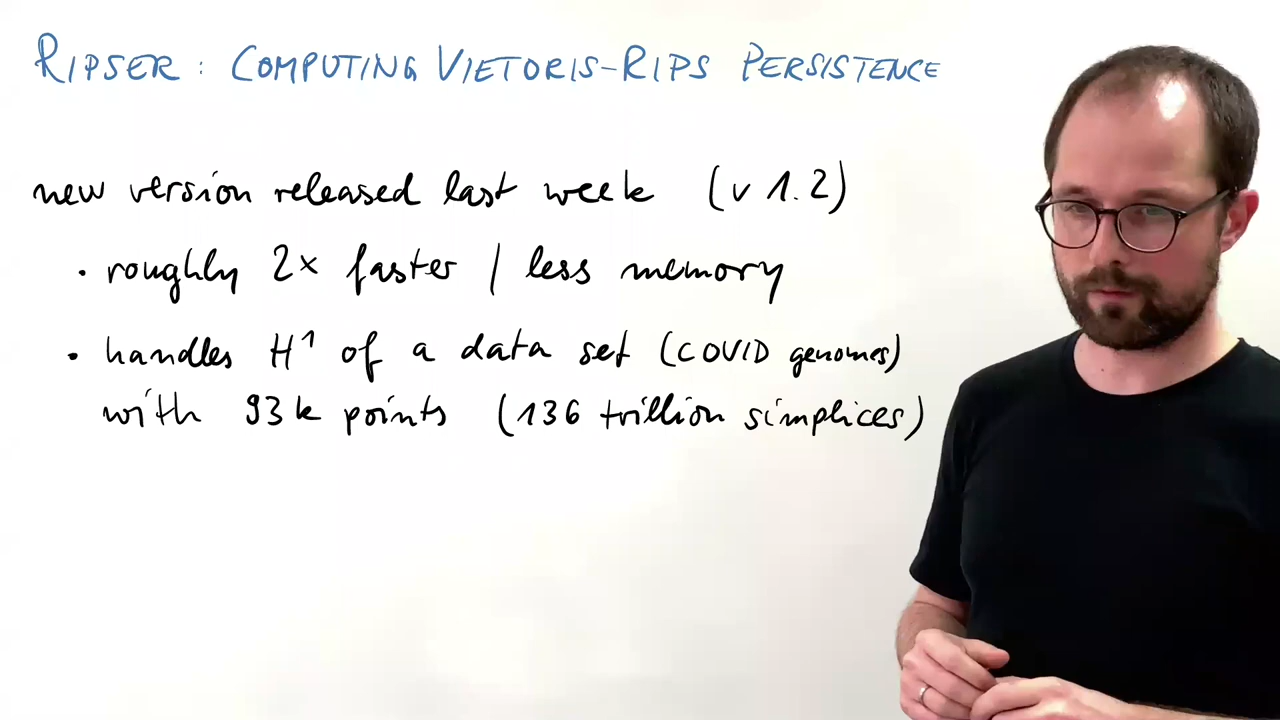 RIPSER: COMPUTING VIETORIS-RIPS PERSISTENCE
new version released last week (v 1.2)
• roughly 2x faster / less memory
• handles H¹ of a data set (COVID genomes)
with 93k points (136 trillion simplices)